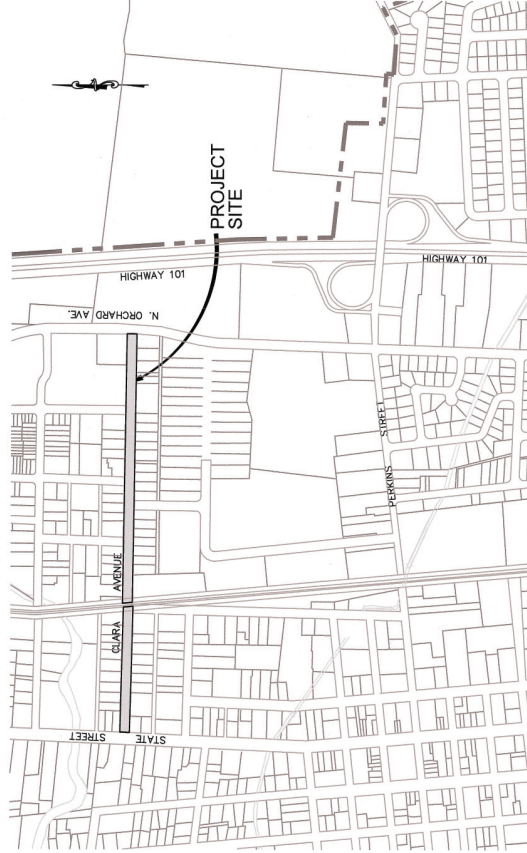 PROJECT
SITE
HIGHWAY 101
HIGHWAY 101
N. ORCHARD
AVE.
PERKINS STREET
CLARA AVENUE
STATE
STREET